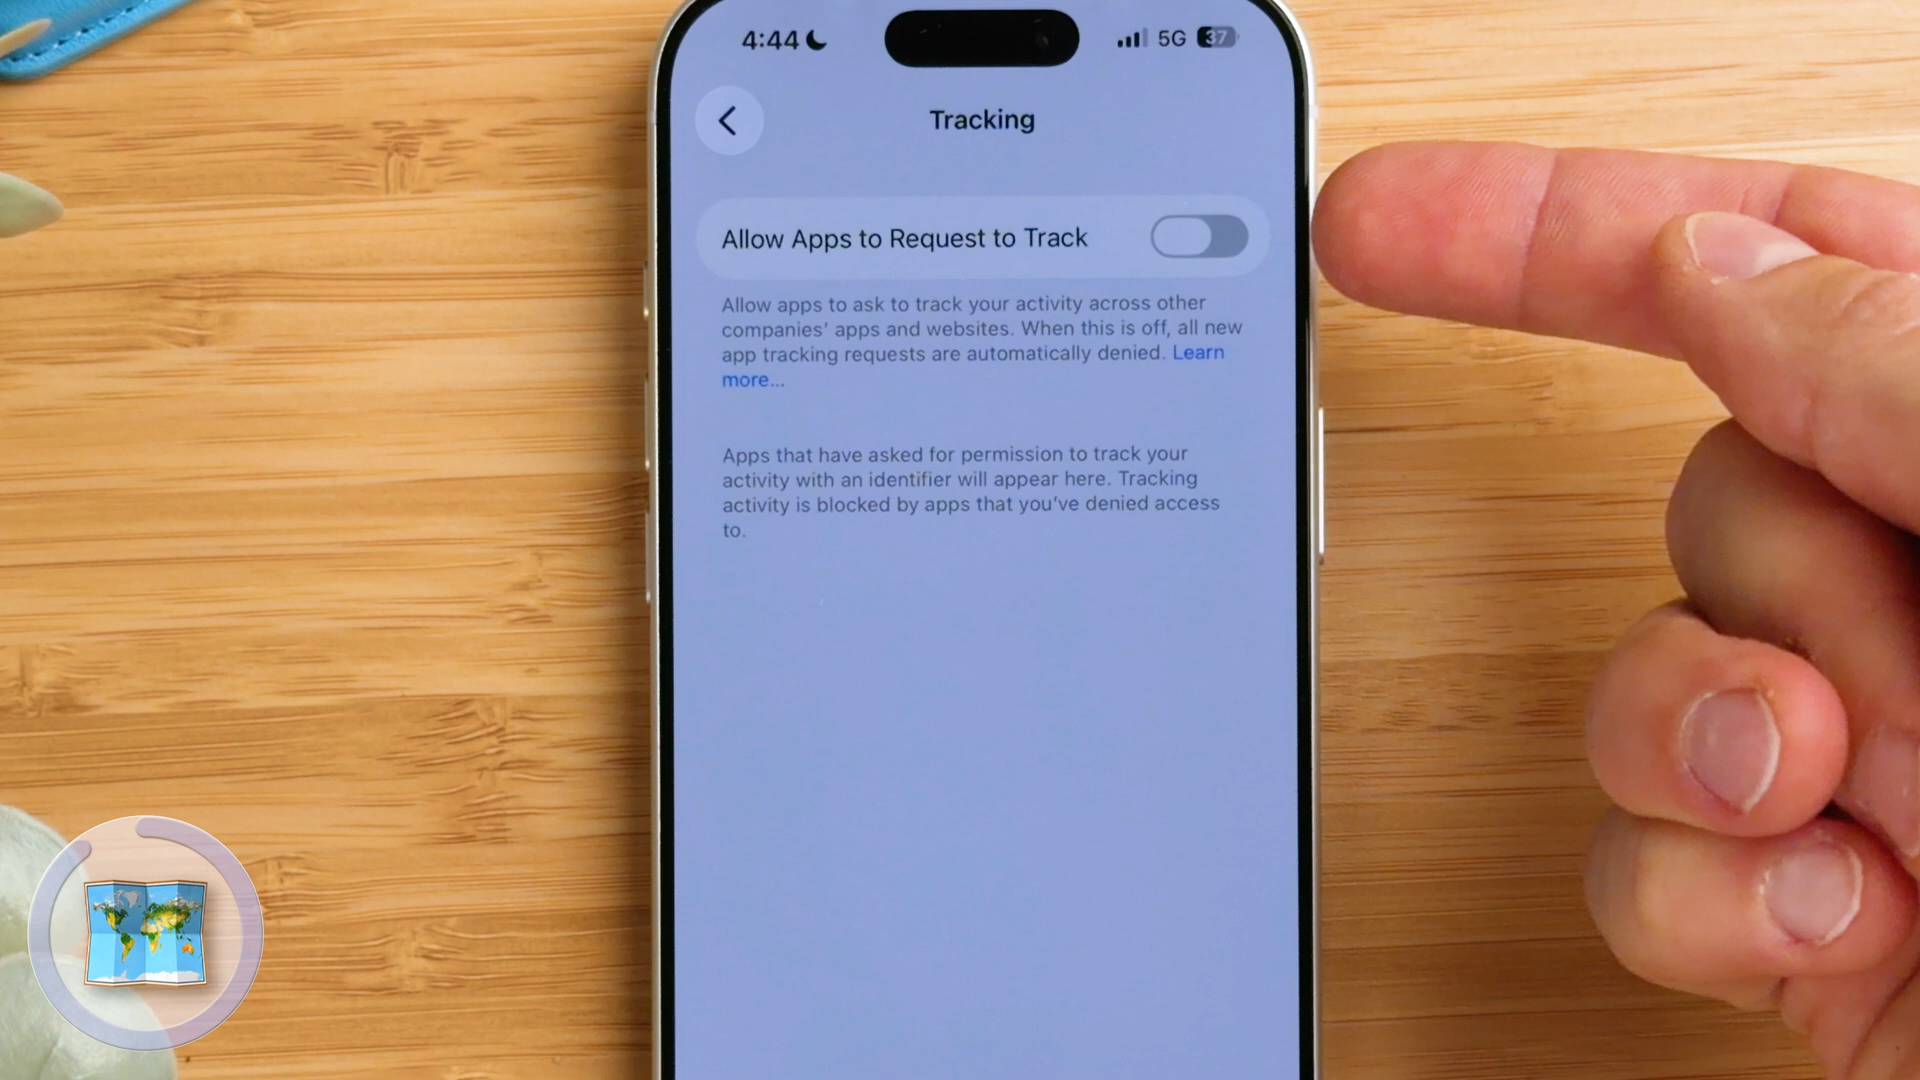 4:44
5G 37
Tracking
Allow Apps to Request to Track
Allow apps to ask to track your activity across other
companies' apps and websites. When this is off, all new
app tracking requests are automatically denied. Learn
more...
Apps that have asked for permission to track your
activity with an identifier will appear here. Tracking
activity is blocked by apps that you've denied access
to.